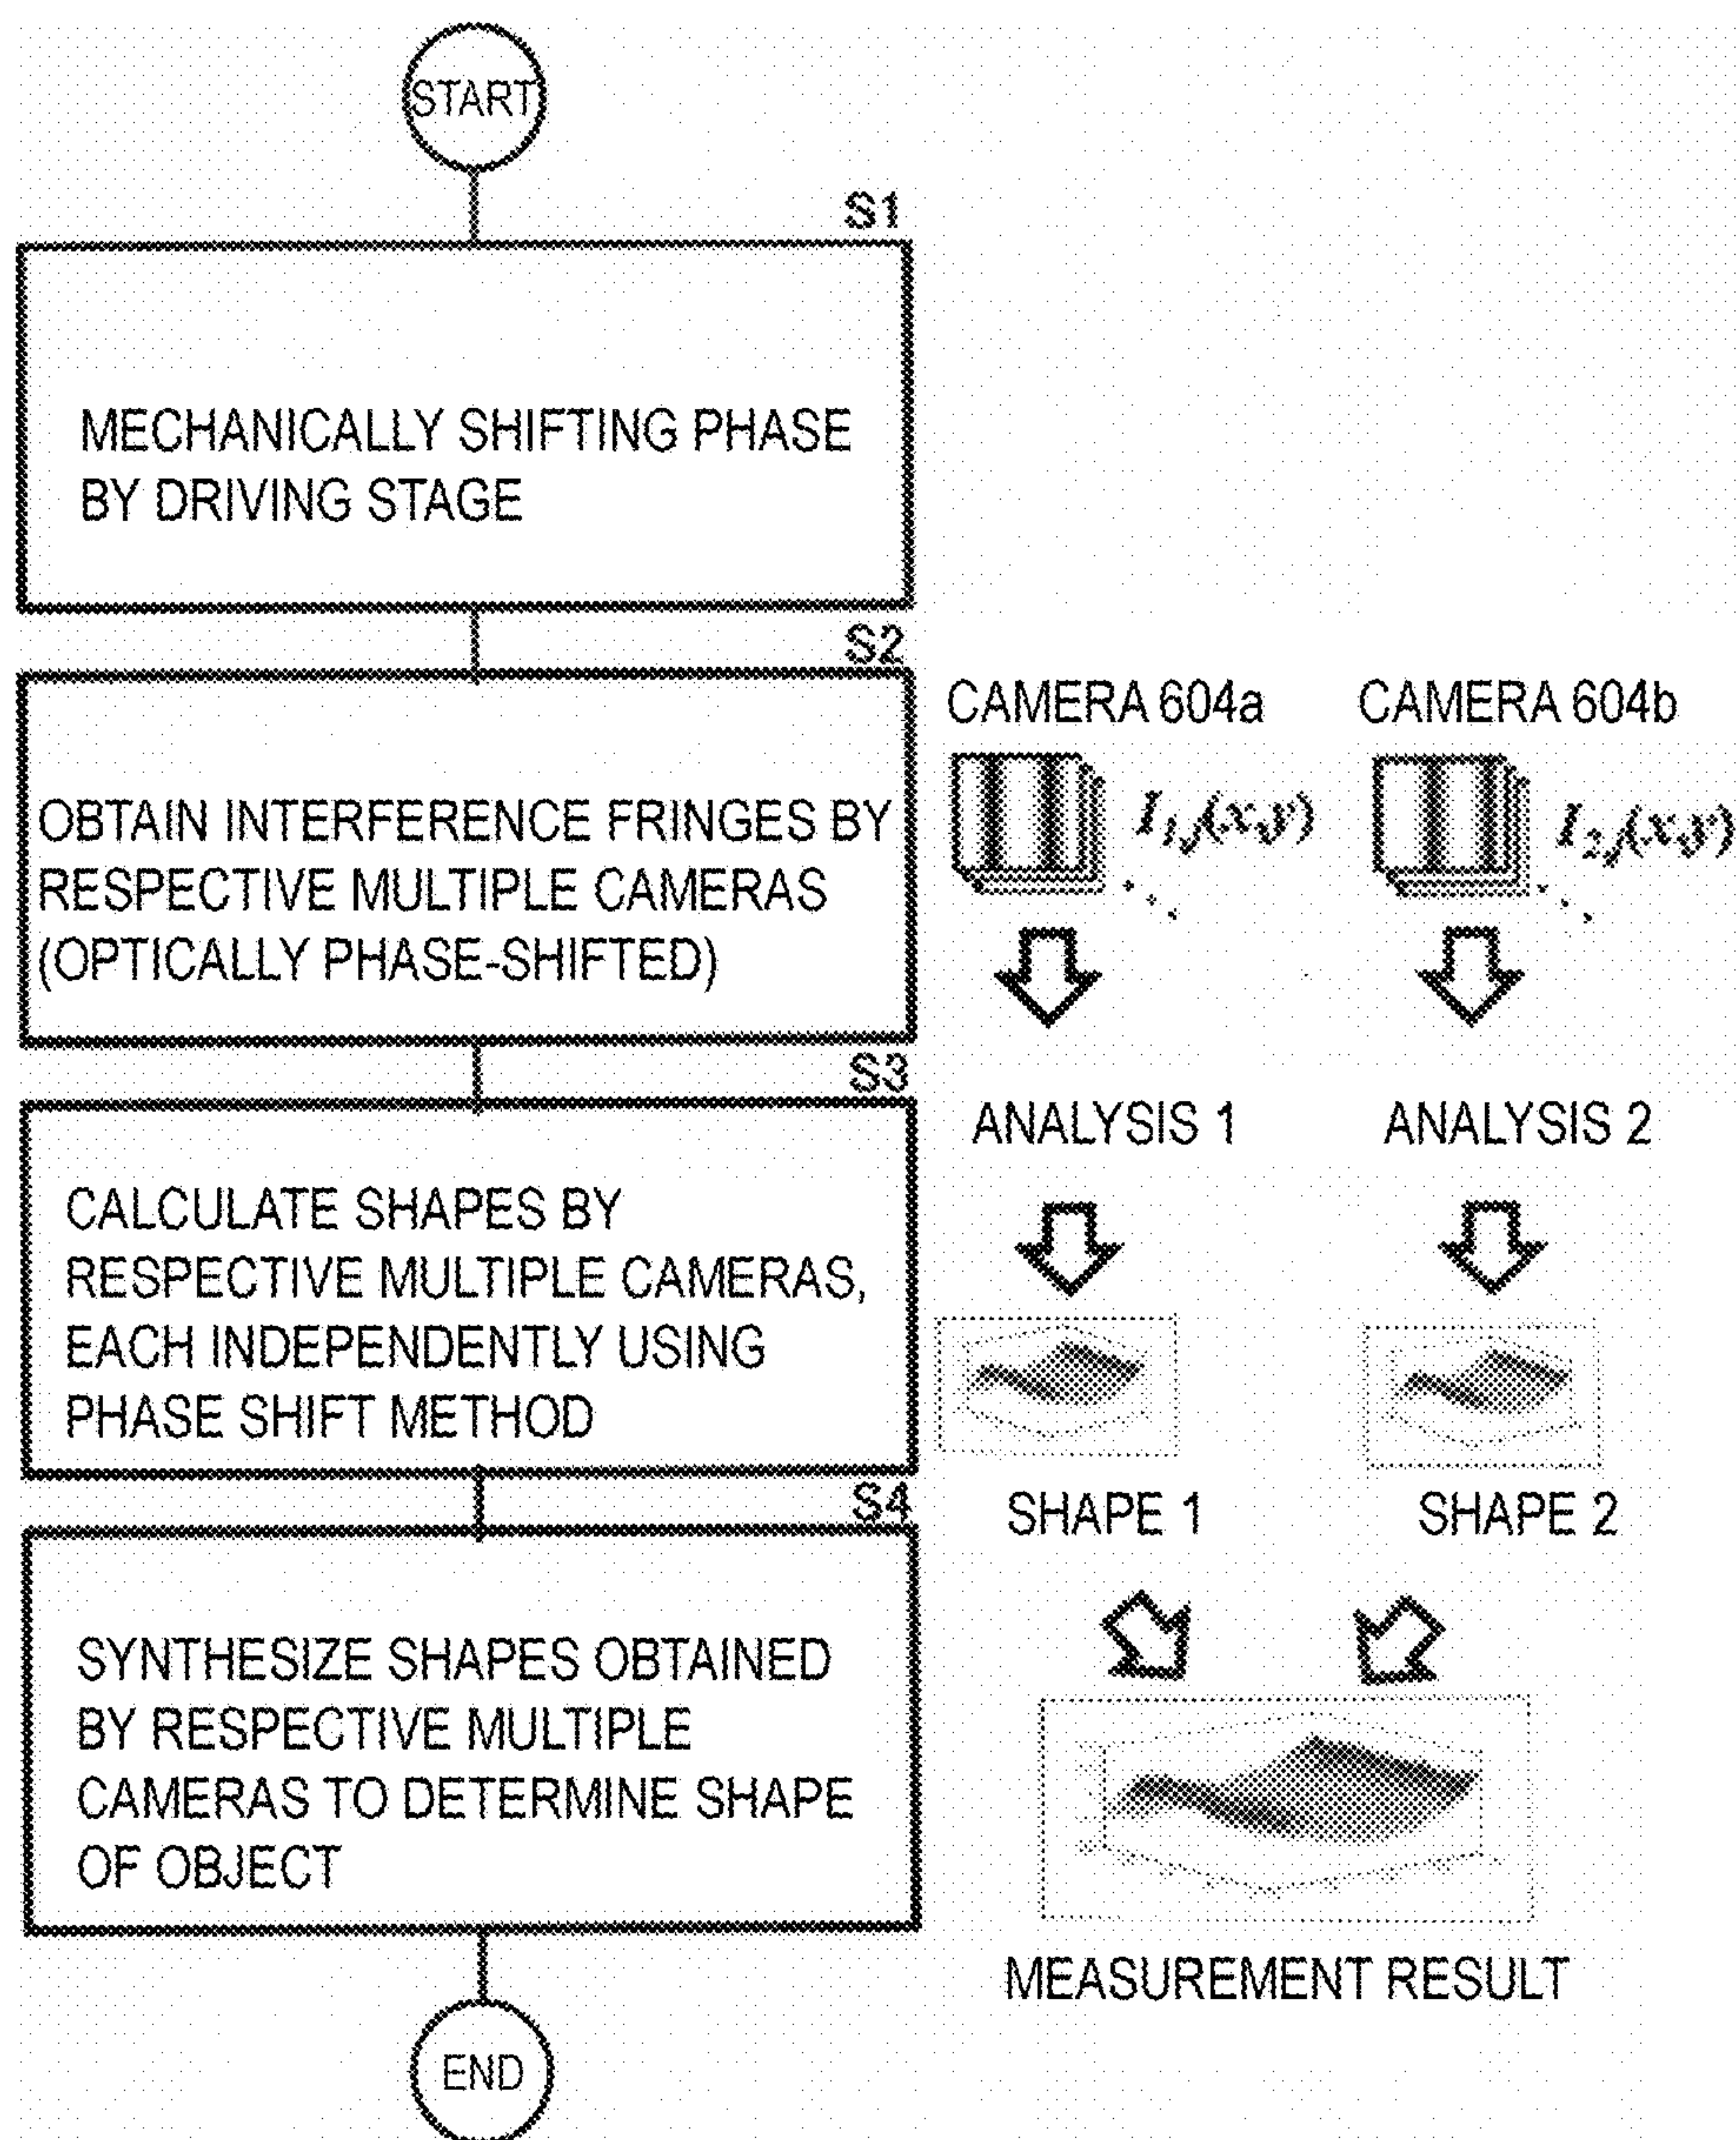 START
S1
MECHANICALLY SHIFTING PHASE
BY DRIVING STAGE
S2
OBTAIN INTERFERENCE FRINGES BY
RESPECTIVE MULTIPLE CAMERAS
(OPTICALLY PHASE-SHIFTED)
CAMERA 604a
I1,j(x,y)
CAMERA 604b
I2,j(x,y)
S3
CALCULATE SHAPES BY
RESPECTIVE MULTIPLE CAMERAS,
EACH INDEPENDENTLY USING
PHASE SHIFT METHOD
ANALYSIS 1
ANALYSIS 2
SHAPE 1
SHAPE 2
S4
SYNTHESIZE SHAPES OBTAINED
BY RESPECTIVE MULTIPLE
CAMERAS TO DETERMINE SHAPE
OF OBJECT
MEASUREMENT RESULT
END